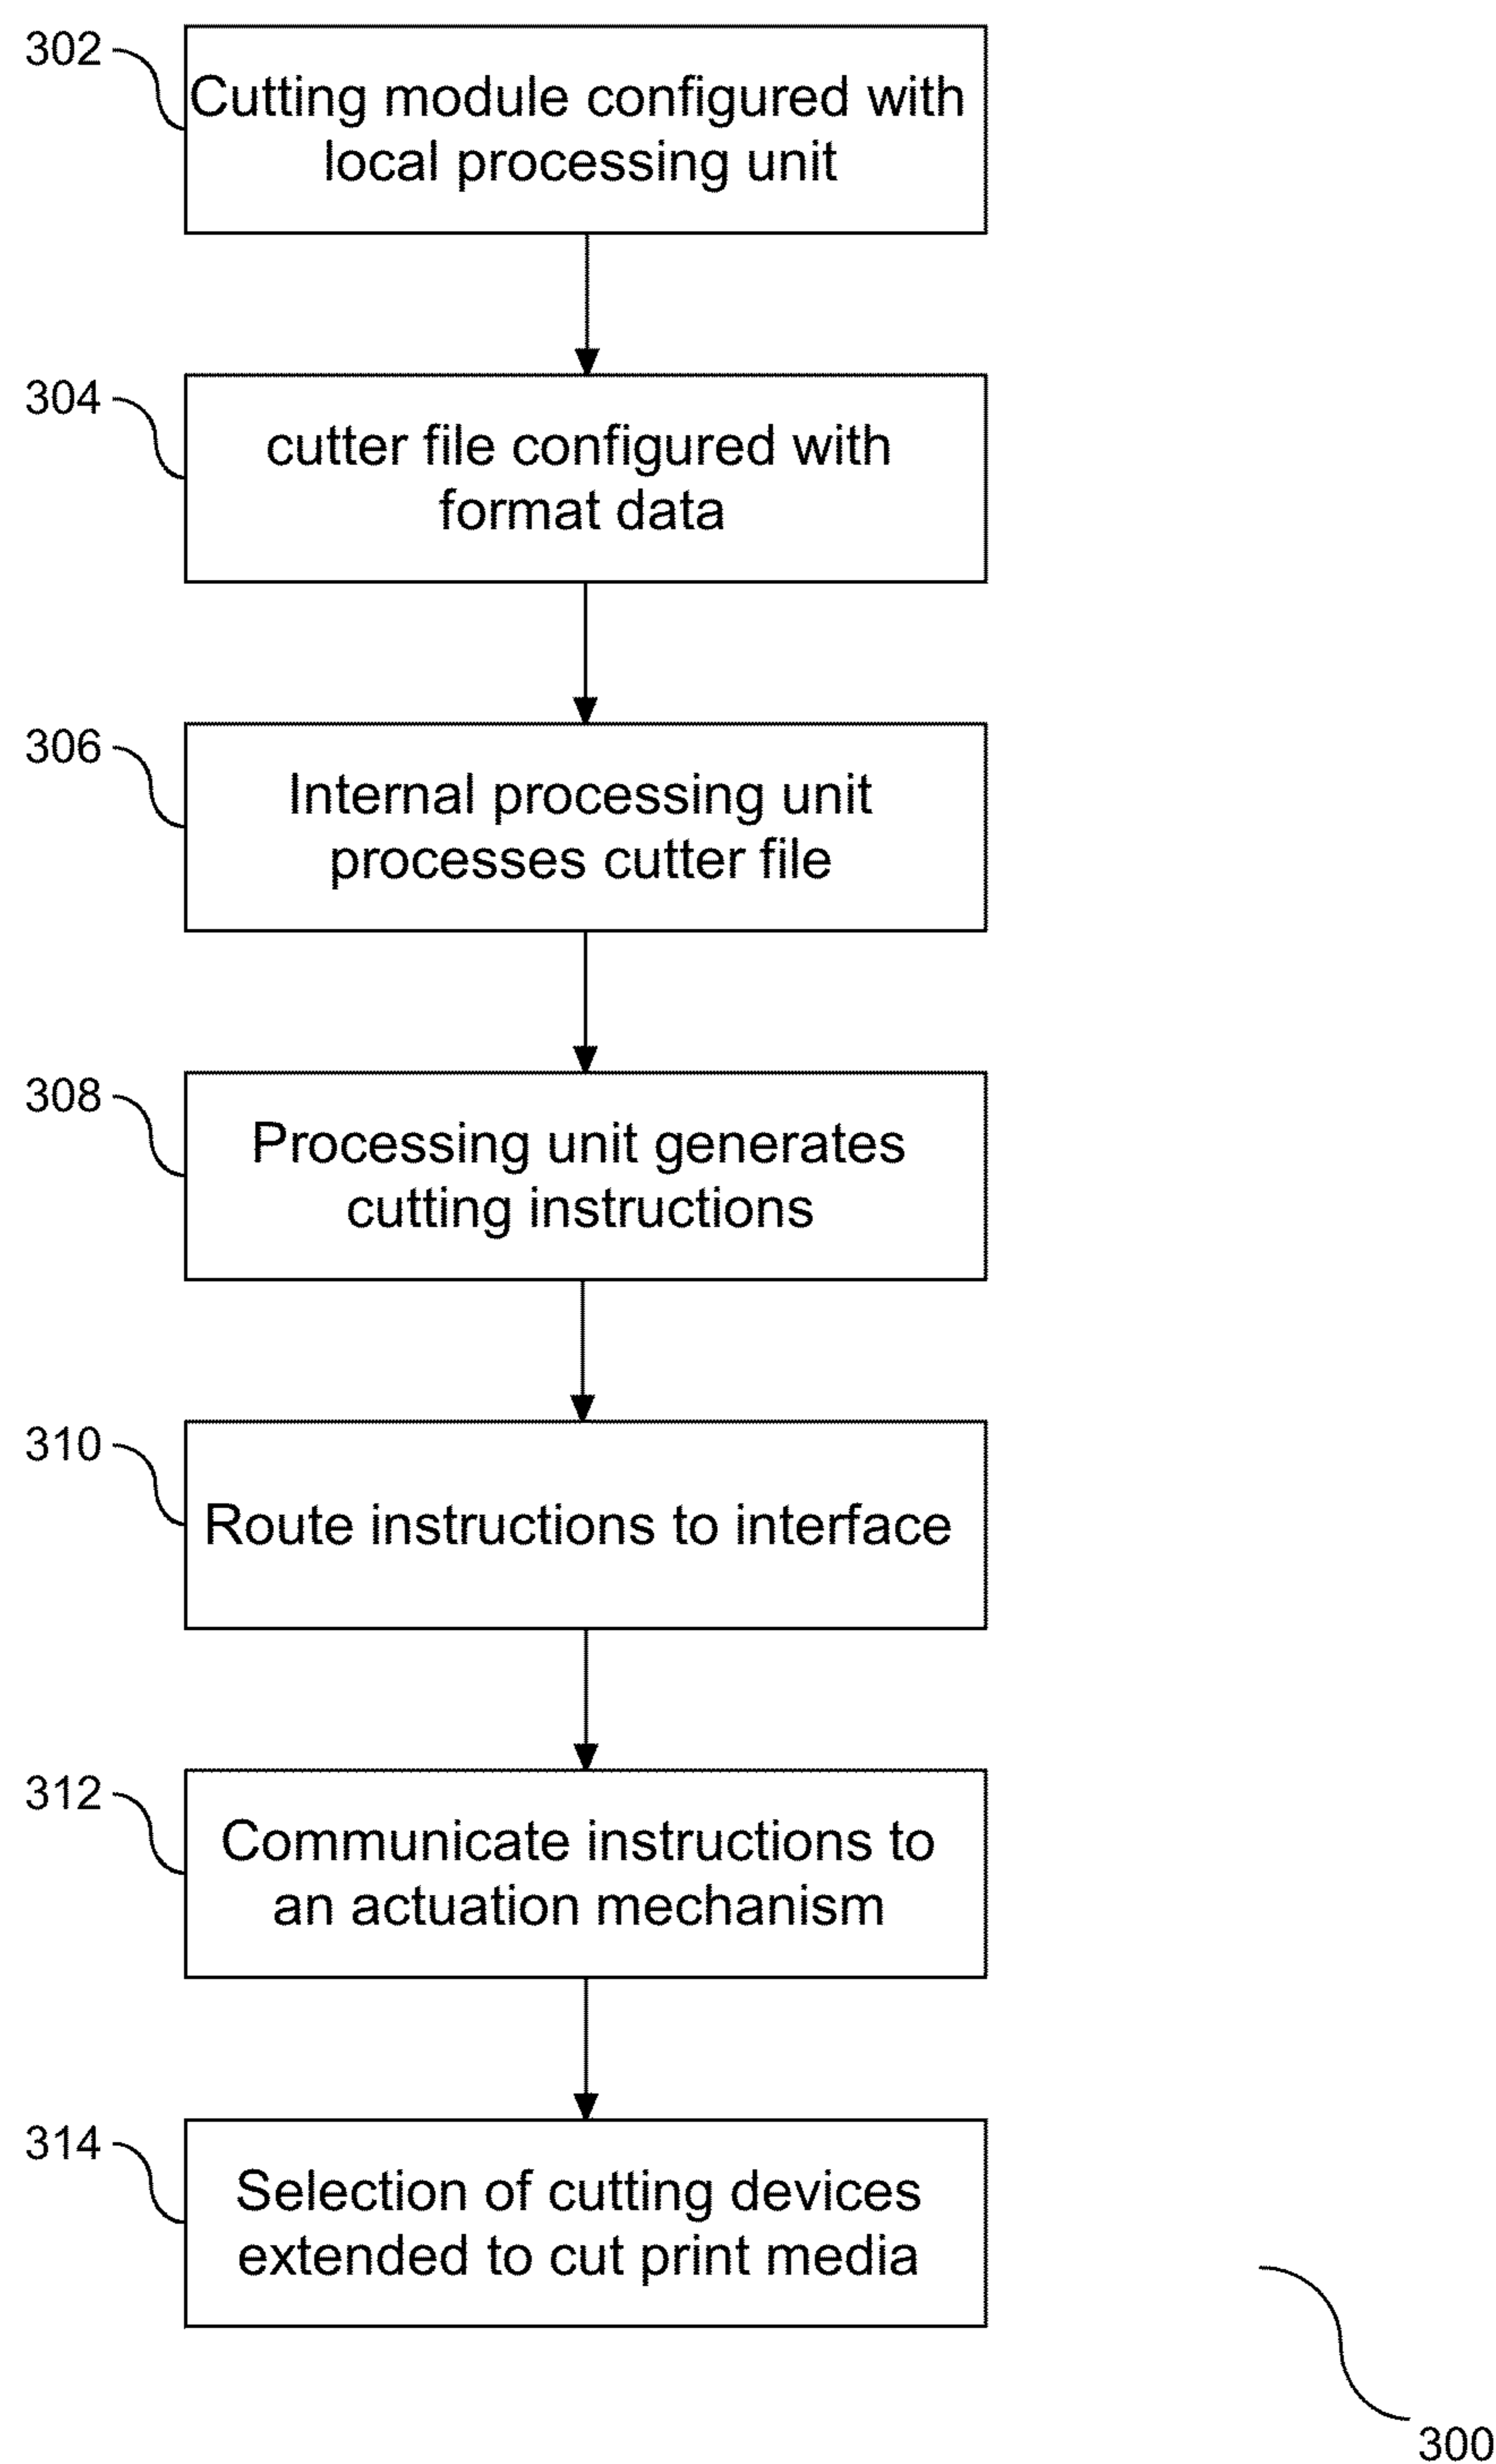 302
Cutting module configured with
local processing unit
304
cutter file configured with
format data
306
Internal processing unit
processes cutter file
308
Processing unit generates
cutting instructions
310
Route instructions to interface
312
Communicate instructions to
an actuation mechanism
314
Selection of cutting devices
extended to cut print media
300